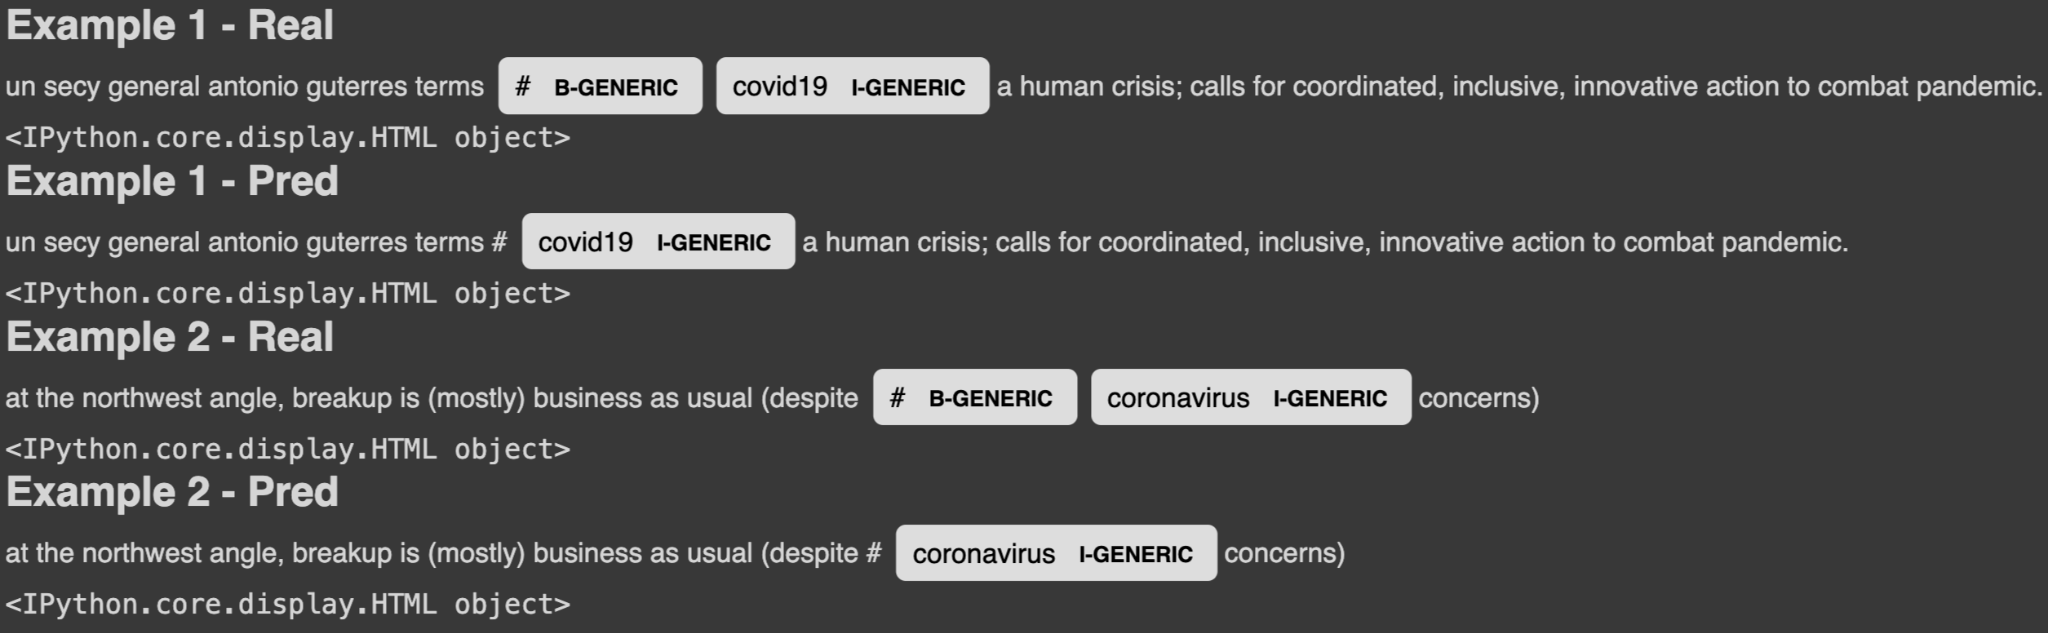 Example 1 - Real
un secy general antonio guterres terms # B-GENERIC covid19 I-GENERIC a human crisis; calls for coordinated, inclusive, innovative action to combat pandemic.
<IPython.core.display.HTML object>
Example 1 - Pred
un secy general antonio guterres terms # covid19 I-GENERIC a human crisis; calls for coordinated, inclusive, innovative action to combat pandemic.
<IPython.core.display.HTML object>
Example 2 - Real
at the northwest angle, breakup is (mostly) business as usual (despite # B-GENERIC coronavirus I-GENERIC concerns)
<IPython.core.display.HTML object>
Example 2 - Pred
at the northwest angle, breakup is (mostly) business as usual (despite # coronavirus I-GENERIC concerns)
<IPython.core.display.HTML object>